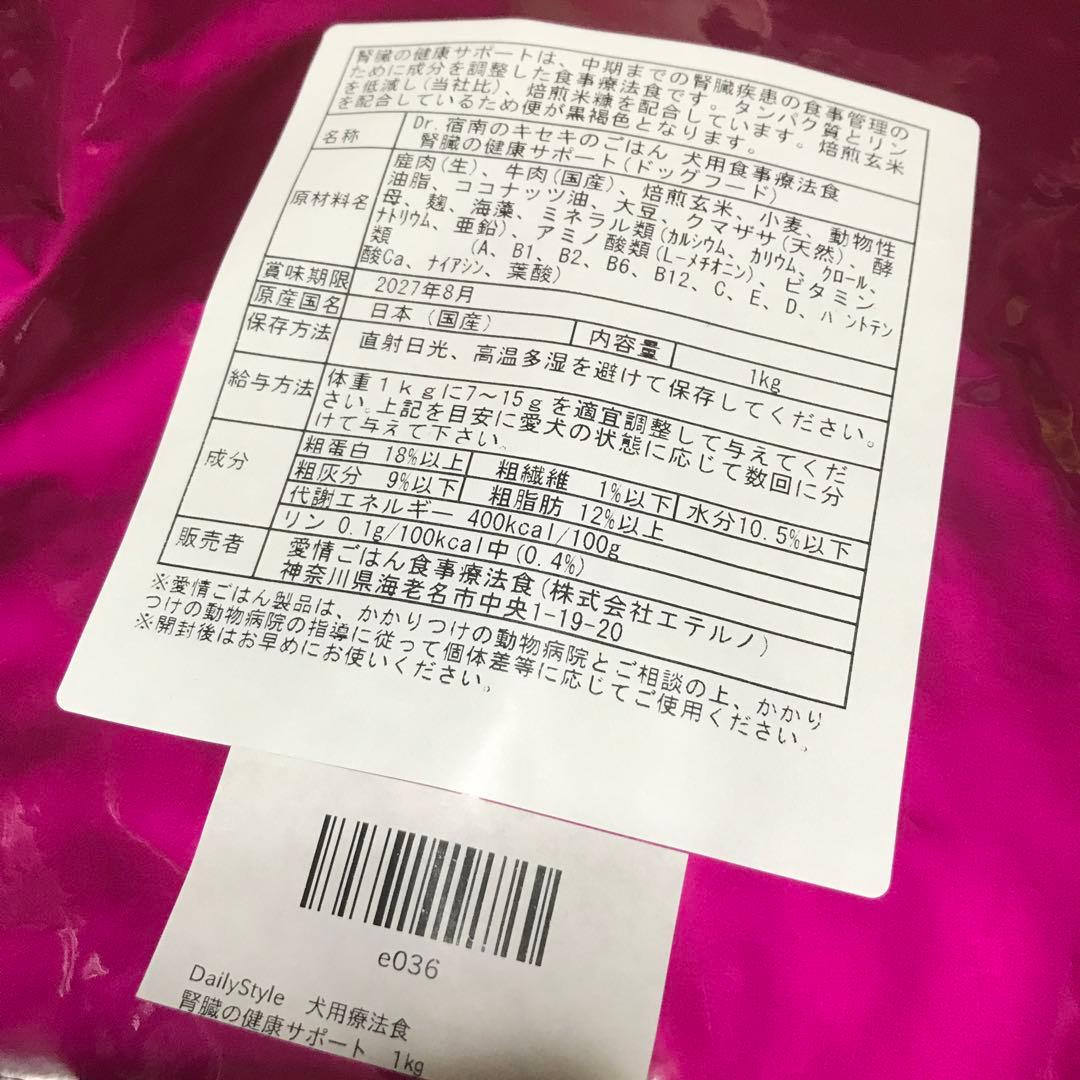 腎臓の健康サポートは、中期までの腎臓疾患の食事管理の
ために成分を調整した食事療法食です。タンパク質とリン
を低減し(当社比)、焙煎米糠を配合しています。焙煎玄米
を配合しているため便が黒褐色となります。
名称
Dr.宿南のキセキのごはん 犬用食事療法食
腎臓の健康サポート(ドッグフード)
原材料名
鹿肉(生)、牛肉(国産)、焙煎玄米、小麦、動物性
油脂、ココナッツ油、大豆、クマザサ(天然)、酵
母、麹、海藻、ミネラル類(カルシウム、カリウム、クロール、
ナトリウム、亜鉛)、アミノ酸類(L-メチオニン)、ビタミン
類 (A、B1、B2、B6、B12、C、E、D、パントテン
酸Ca、ナイアシン、葉酸)
賞味期限 2027年8月
原産国名 日本(国産) 内容量 1kg
保存方法 直射日光、高温多湿を避けて保存してください。
給与方法
体重1kgに7~15gを適宜調整して与えてくだ
さい。上記を目安に愛犬の状態に応じて数回に分
けて与えて下さい。
成分
粗蛋白 18%以上 粗繊維 1%以下 水分10.5%以下
粗灰分 9%以下 粗脂肪 12%以上
代謝エネルギー 400kcal/100g
リン 0.1g/100kcal中(0.4%)
販売者
愛情ごはん食事療法食(株式会社エテルノ)
神奈川県海老名市中央1-19-20
※愛情ごはん製品は、かかりつけの動物病院とご相談の上、かかり
つけの動物病院の指導に従って個体差等に応じてご使用ください。
※開封後はお早めにお使いください。
e036
DailyStyle 犬用療法食
腎臓の健康サポート 1kg